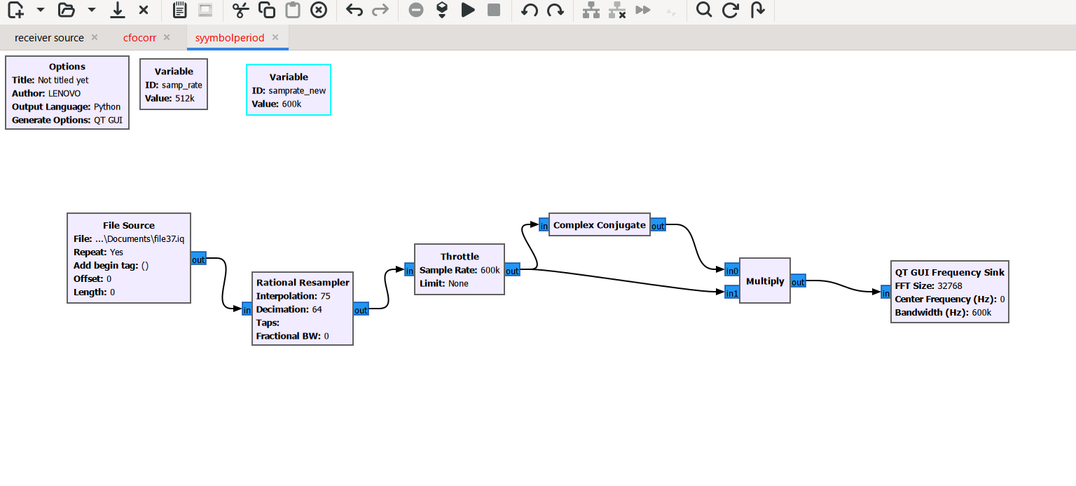 receiver source
cfocorr
syymbolperiod
Options
Title: Not titled yet
Author: LENOVO
Output Language: Python
Generate Options: QT GUI
Variable
ID: samp_rate
Value: 512k
Variable
ID: samprate_new
Value: 600k
File Source
File: ...\Documents\file37.iq
Repeat: Yes
Add begin tag: ()
Offset: 0
Length: 0
out
in
Rational Resampler
Interpolation: 75
Decimation: 64
Taps:
Fractional BW: 0
out
in
Throttle
Sample Rate: 600k
Limit: None
out
in
Complex Conjugate
out
in0
in1
Multiply
out
in
QT GUI Frequency Sink
FFT Size: 32768
Center Frequency (Hz): 0
Bandwidth (Hz): 600k